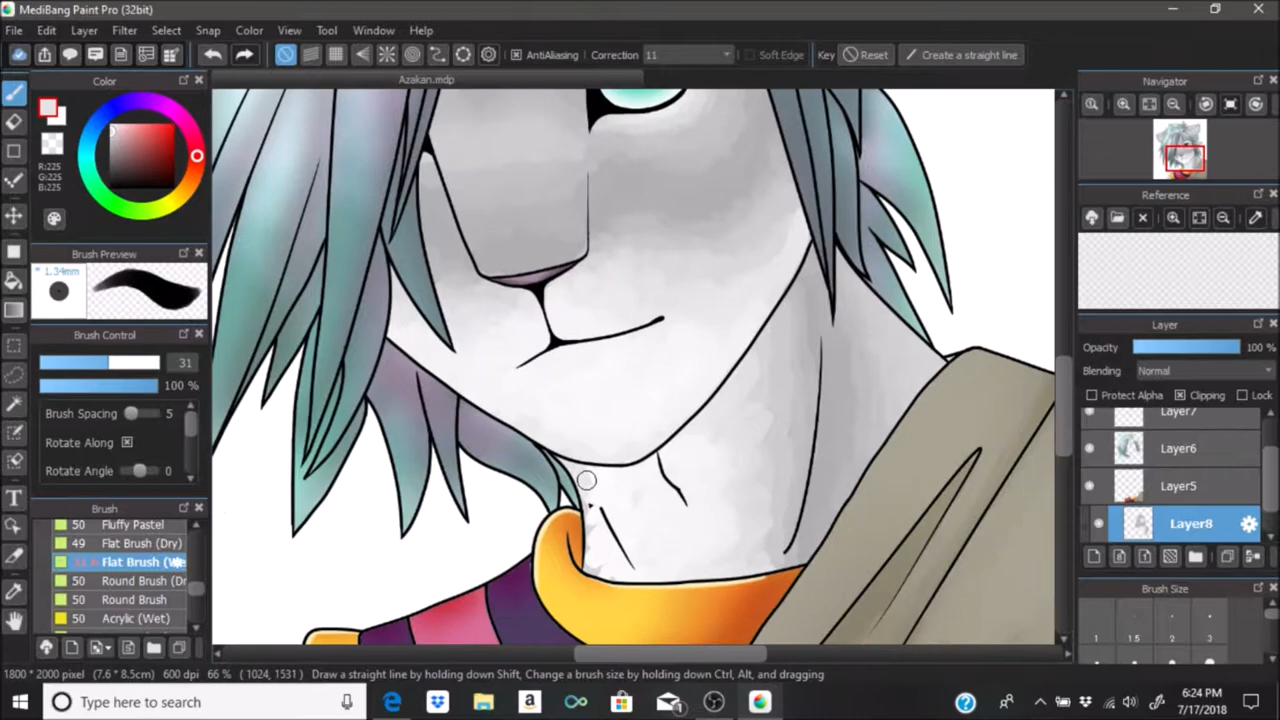 MediBang Paint Pro (32bit)
File Edit Layer Filter Select Snap Color View Tool Window Help
AntiAliasing Correction 11 Soft Edge Key Reset Create a straight line
Color
R:225
G:225
B:225
Brush Preview
* 1.34mm
Brush Control
31
100 %
Brush Spacing 5
Rotate Along
Rotate Angle 0
Brush
50 Fluffy Pastel
49 Flat Brush (Dry)
Flat Brush (We
50 Round Brush (Dr
50 Round Brush
50 Acrylic (Wet)
Azakan.mdp
Navigator
Reference
Layer
Opacity 100 %
Blending Normal
Protect Alpha Clipping Lock
Layer7
Layer6
Layer5
Layer8
Brush Size
1 1.5 2 3
1800 * 2000 pixel (7.6 * 8.5cm) 600 dpi 66 % ( 1024, 1531 ) Draw a straight line by holding down Shift, Change a brush size by holding down Ctrl, Alt, and dragging
Type here to search
6:24 PM
7/17/2018